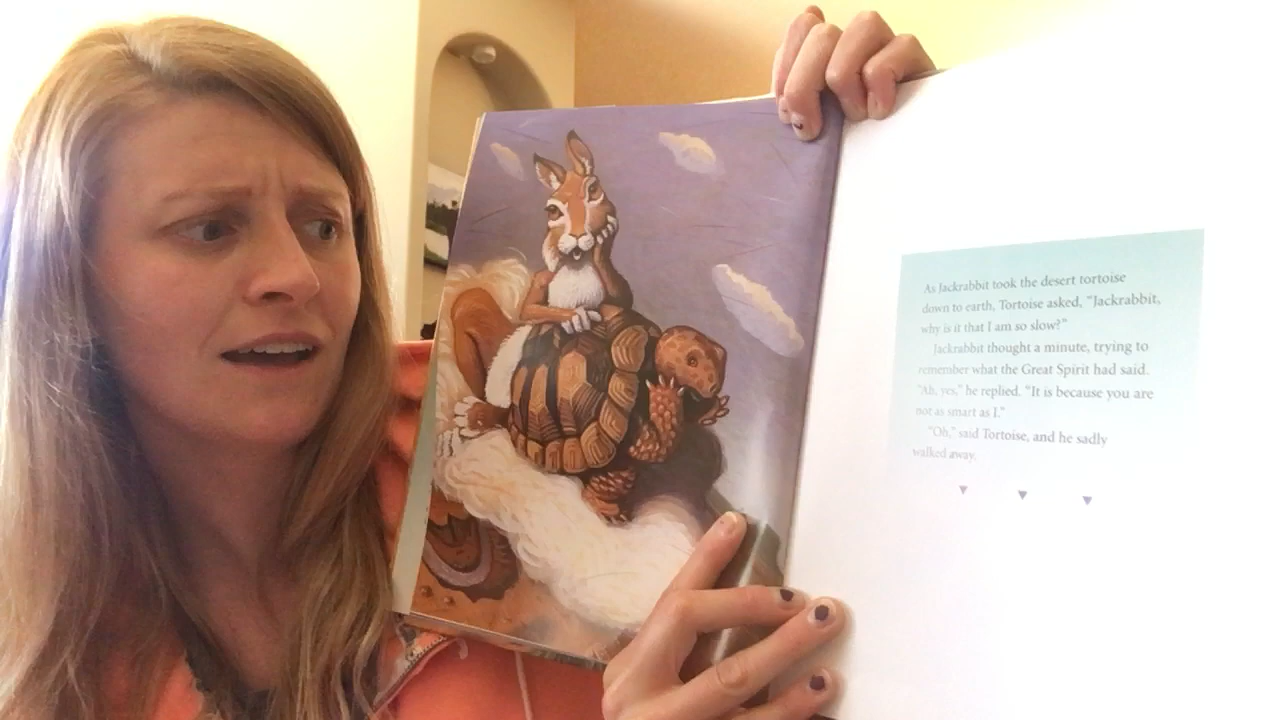 As Jackrabbit took the desert tortoise
down to earth, Tortoise asked, "Jackrabbit,
why is it that I am so slow?"
Jackrabbit thought a minute, trying to
remember what the Great Spirit had said.
"Ah, yes," he replied. "It is because you are
not as smart as I."
"Oh," said Tortoise, and he sadly
walked away.